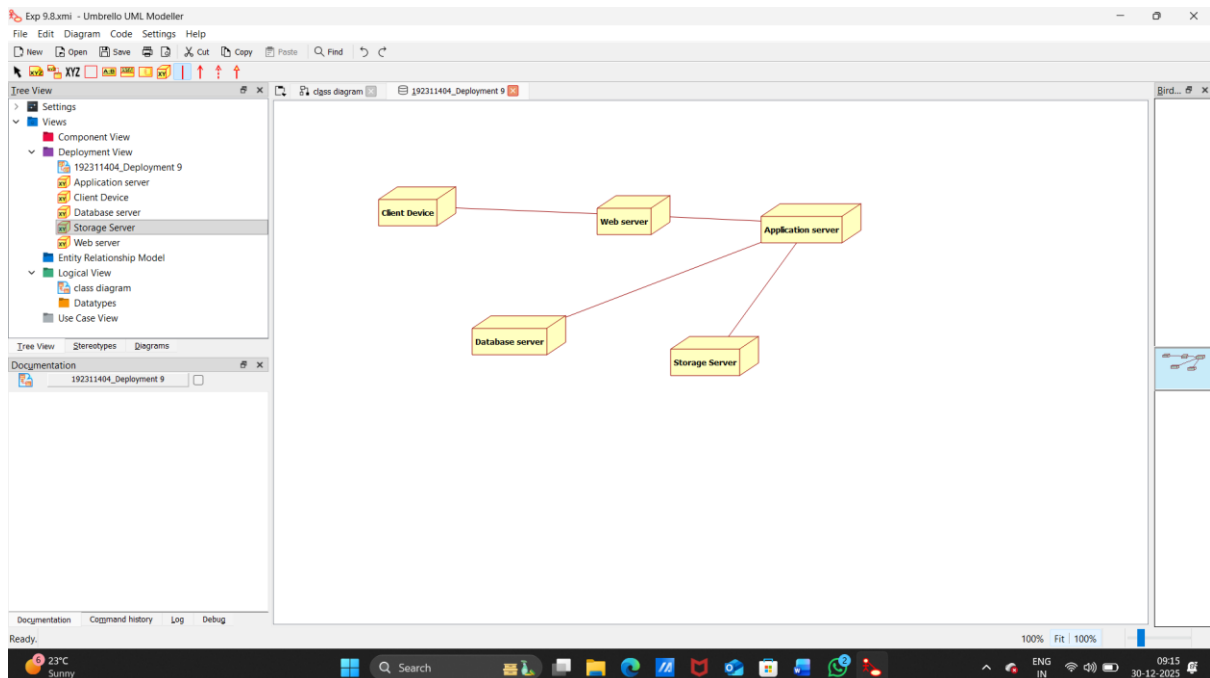 Exp 9.8.xmi - Umbrello UML Modeller
File Edit Diagram Code Settings Help
New Open Save Cut Copy Paste Find
XYZ
Tree View
class diagram
192311404_Deployment 9
Bird...
Settings
Views
Component View
Deployment View
192311404_Deployment 9
Application server
Client Device
Database server
Storage Server
Web server
Entity Relationship Model
Logical View
class diagram
Datatypes
Use Case View
Tree View Stereotypes Diagrams
Documentation
192311404_Deployment 9
Client Device
Web server
Application server
Database server
Storage Server
Documentation Command history Log Debug
Ready.
100% Fit 100%
6
23°C
Sunny
Search
2
ENG
IN
09:15
30-12-2025